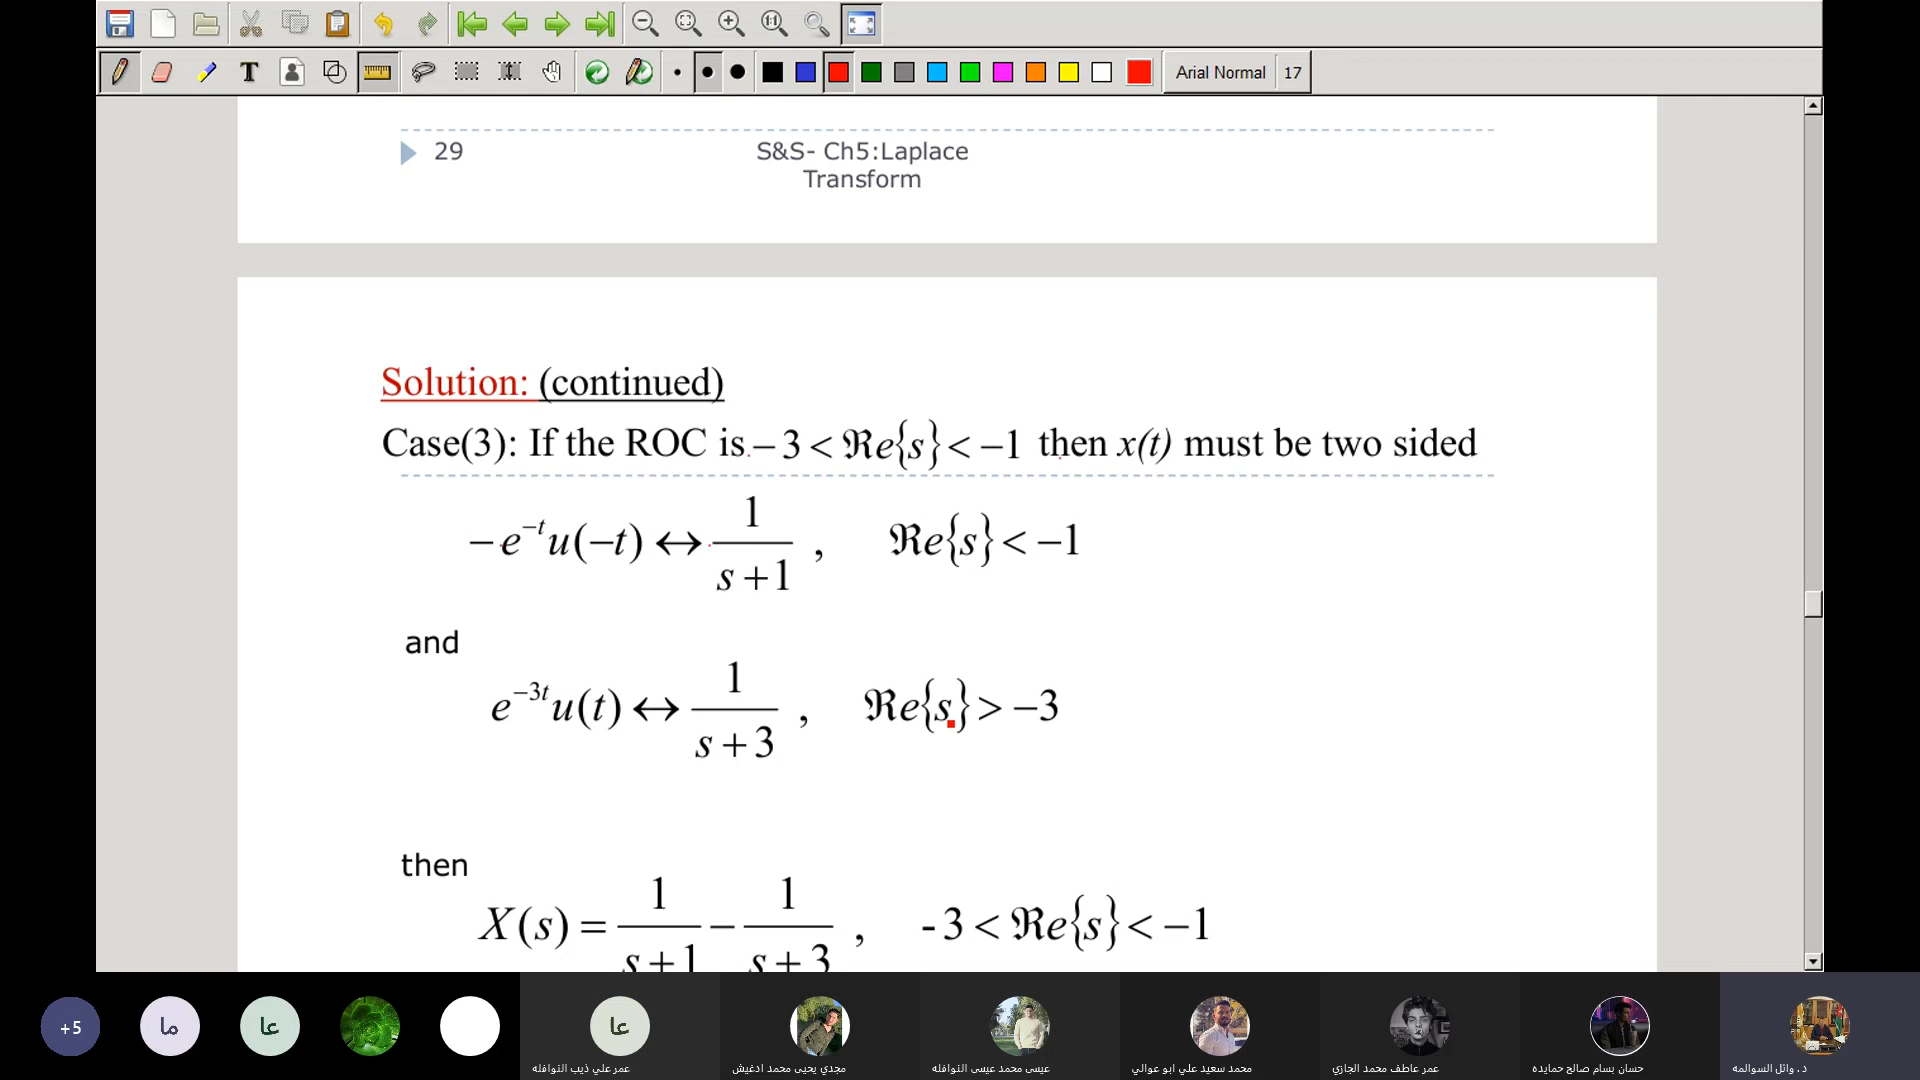 T
1:1
Arial Normal 17
29
S&S- Ch5:Laplace
Transform
Solution: (continued)
Case(3): If the ROC is −3 < ℜe{s} < −1 then x(t) must be two sided
−e^{−t}u(−t) ↔ 1/(s+1) , ℜe{s} < −1
and
e^{−3t}u(t) ↔ 1/(s+3) , ℜe{s} > −3
then
X(s) = 1/(s+1) − 1/(s+3) , -3 < ℜe{s} < −1
+5
ما
عا
عا
عمر علي ذيب النوافله
مجدي يحيى محمد ادغيش
عيسى محمد عيسى النوافله
محمد سعيد علي ابو عوالي
عمر عاطف محمد الجازي
حسان بسام صالح حمايده
د. وائل السوالمه